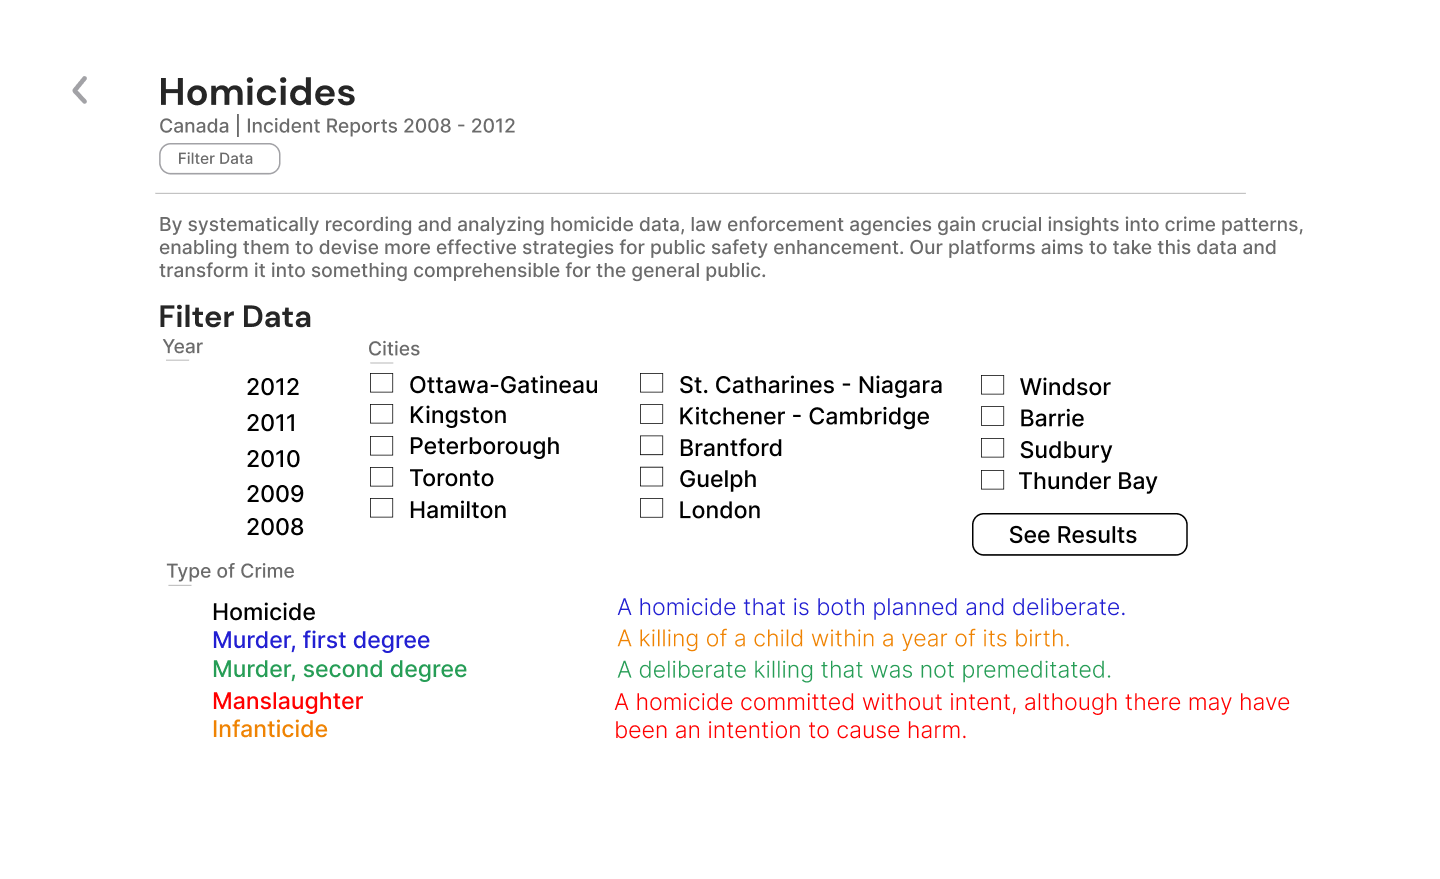 Homicides
Canada | Incident Reports 2008 - 2012
Filter Data
By systematically recording and analyzing homicide data, law enforcement agencies gain crucial insights into crime patterns,
enabling them to devise more effective strategies for public safety enhancement. Our platforms aims to take this data and
transform it into something comprehensible for the general public.
Filter Data
Year
2012
2011
2010
2009
2008
Cities
Ottawa-Gatineau
Kingston
Peterborough
Toronto
Hamilton
St. Catharines - Niagara
Kitchener - Cambridge
Brantford
Guelph
London
Windsor
Barrie
Sudbury
Thunder Bay
See Results
Type of Crime
Homicide
Murder, first degree
Murder, second degree
Manslaughter
Infanticide
A homicide that is both planned and deliberate.
A killing of a child within a year of its birth.
A deliberate killing that was not premeditated.
A homicide committed without intent, although there may have
been an intention to cause harm.